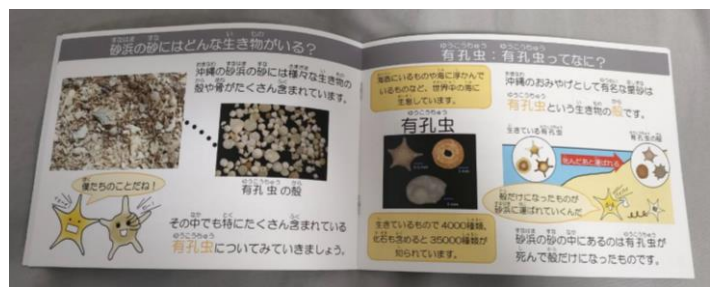 砂浜の砂にはどんな生き物がいる？
沖縄の砂浜の砂には様々な生き物の
殻や骨がたくさん含まれています。
有孔虫の殻
僕たちのことだね！
その中でも特にたくさん含まれている
有孔虫についてみていきましょう。
有孔虫：有孔虫ってなに？
海底にいるものや海に浮かんで
いるものなど、世界中の海に
生息しています。
有孔虫
生きているもので4000種類、
化石も含めると35000種類が
知られています。
沖縄のおみやげとして有名な星砂は
有孔虫という生き物の殻です。
生きている有孔虫
有孔虫の殻
死んだあと運ばれる
殻だけになったものが
砂浜に運ばれていくんだ
砂浜の砂の中にあるのは有孔虫が
死んで殻だけになったものです。